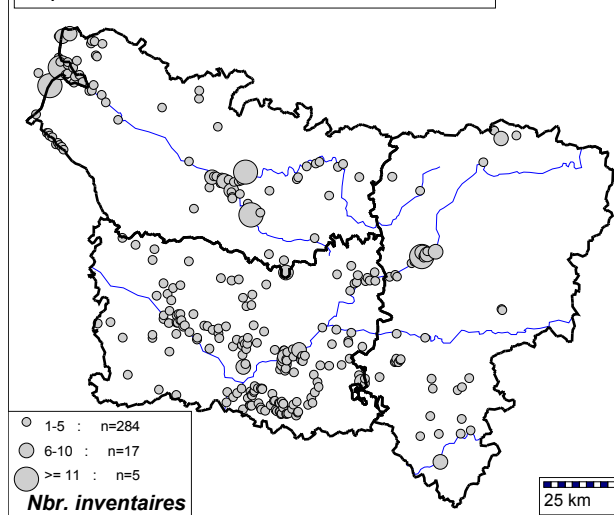 1-5 : n=284
6-10 : n=17
>= 11 : n=5
Nbr. inventaires
25 km